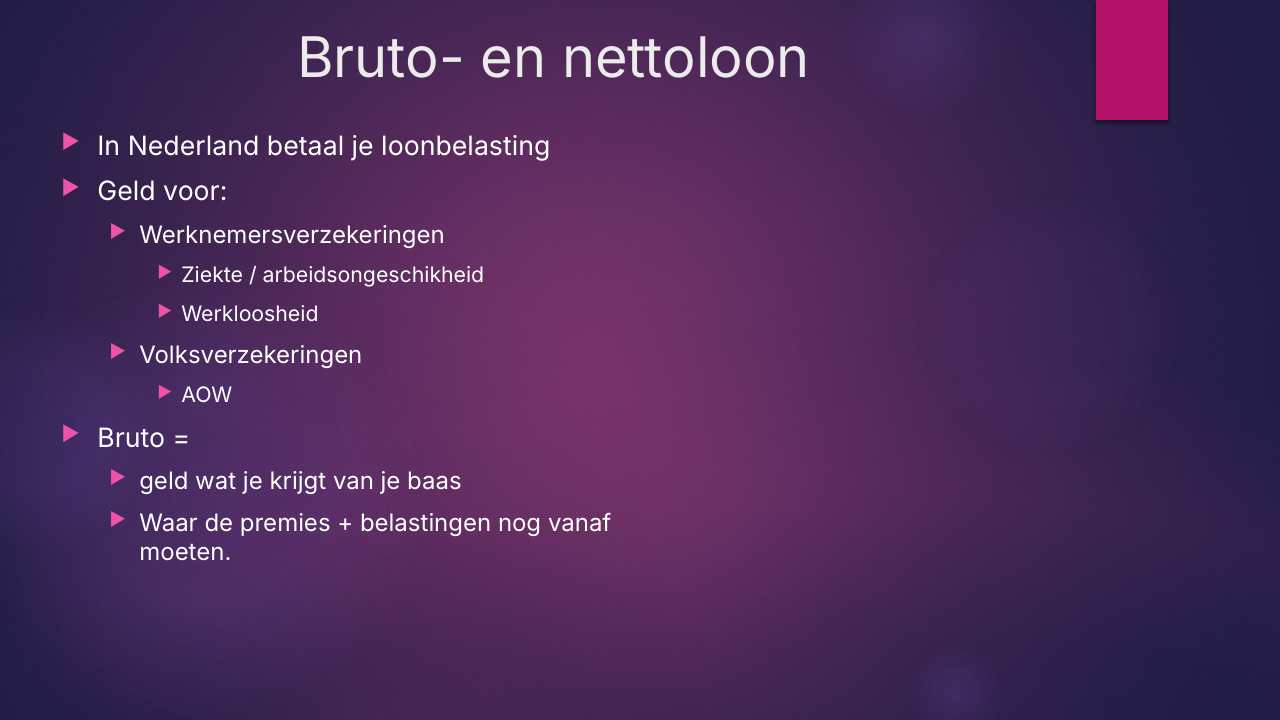 Bruto- en nettoloon
In Nederland betaal je loonbelasting
Geld voor:
Werknemersverzekeringen
Ziekte / arbeidsongeschikheid
Werkloosheid
Volksverzekeringen
AOW
Bruto =
geld wat je krijgt van je baas
Waar de premies + belastingen nog vanaf
moeten.